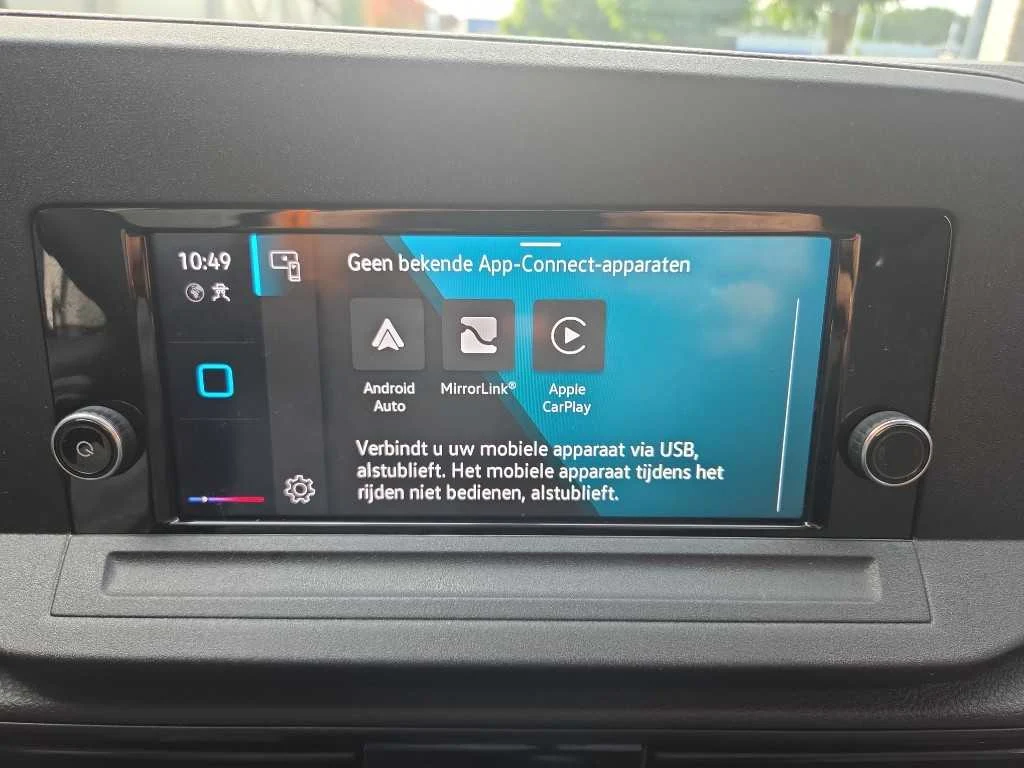 10:49
Geen bekende App-Connect-apparaten
Android
Auto
MirrorLink®
Apple
CarPlay
Verbindt u uw mobiele apparaat via USB,
alstublieft. Het mobiele apparaat tijdens het
rijden niet bedienen, alstublieft.